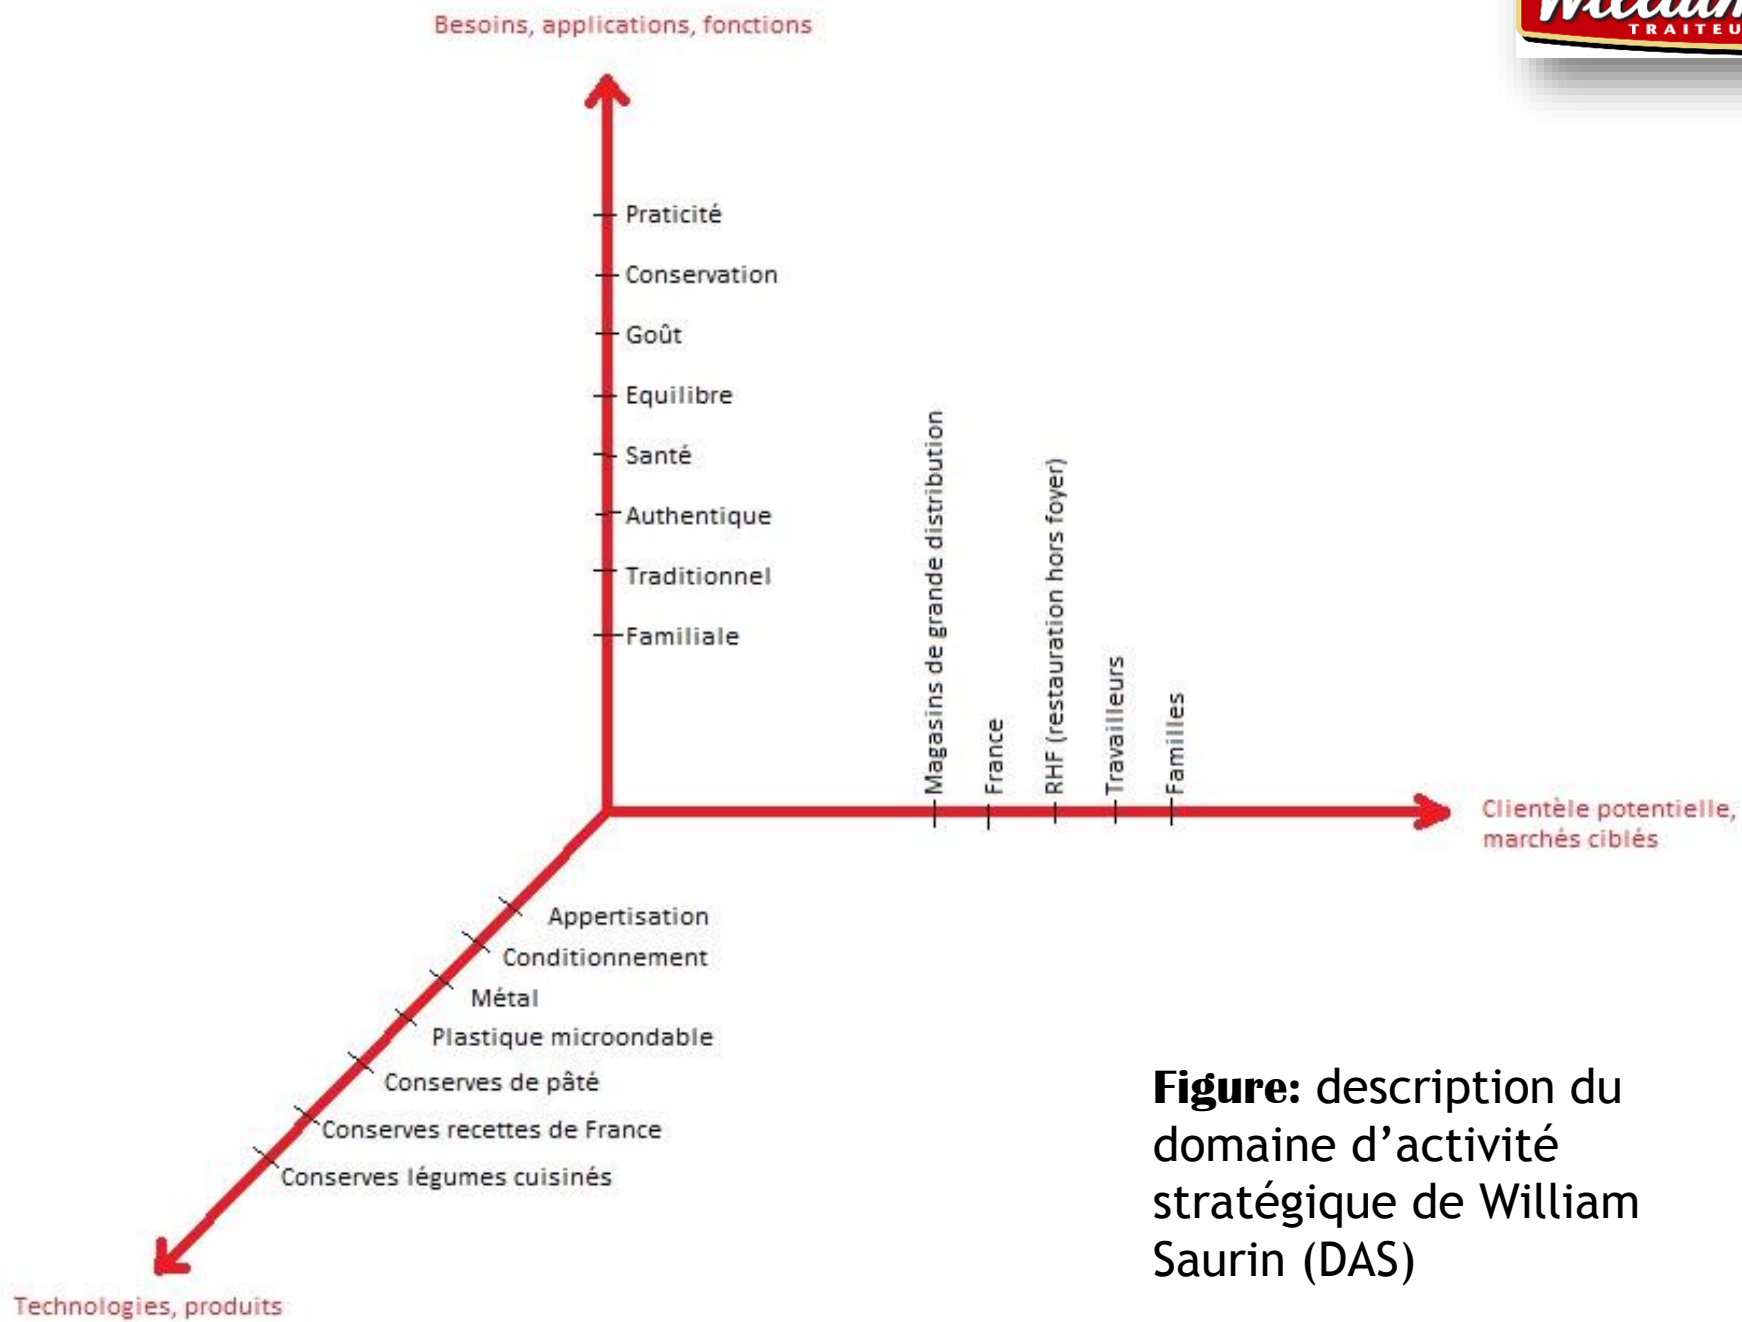 Besoins, applications, fonctions
TRAITEU
Praticité
Conservation
Goût
Equilibre
Santé
Authentique
Traditionnel
Familiale
Magasins de grande distribution
France
RHF (restauration hors foyer)
Travailleurs
Familles
Clientèle potentielle,
marchés ciblés
Appertisation
Conditionnement
Métal
Plastique microondable
Conserves de pâté
Conserves recettes de France
Conserves légumes cuisinés
Technologies, produits
Figure: description du
domaine d’activité
stratégique de William
Saurin (DAS)